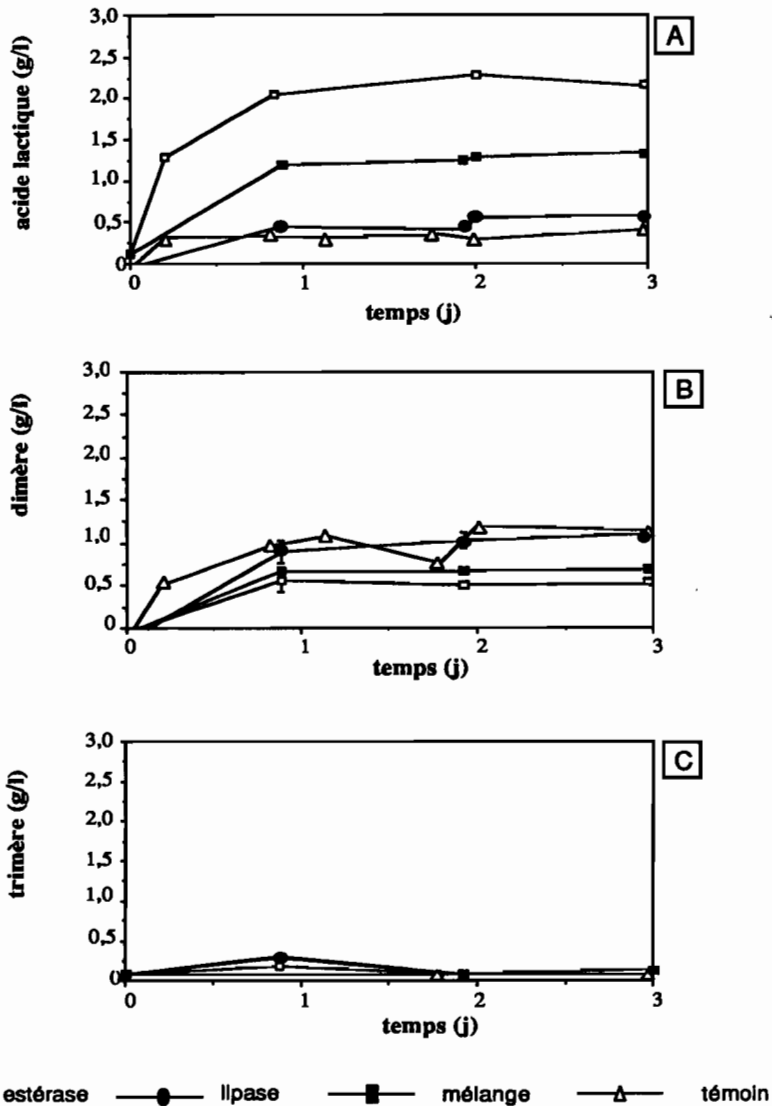 A
acide lactique (g/l)
3,0
2,5
2,0
1,5
1,0
0,5
0
0 1 2 3
temps (j)
B
dimère (g/l)
3,0
2,5
2,0
1,5
1,0
0,5
0
0 1 2 3
temps (j)
C
trimère (g/l)
3,0
2,5
2,0
1,5
1,0
0,5
0
0 1 2 3
temps (j)
estérase lipase mélange témoin